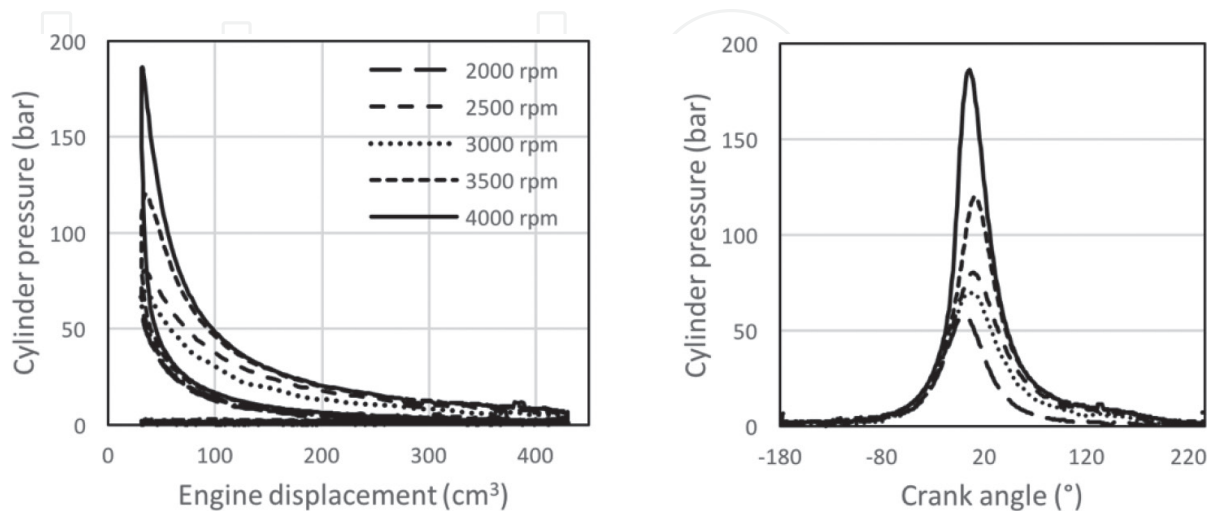 200
150
100
50
0
0 100 200 300 400
Cylinder pressure (bar)
Engine displacement (cm³)
2000 rpm
2500 rpm
3000 rpm
3500 rpm
4000 rpm
200
150
100
50
0
-180 -80 20 120 220
Cylinder pressure (bar)
Crank angle (°)